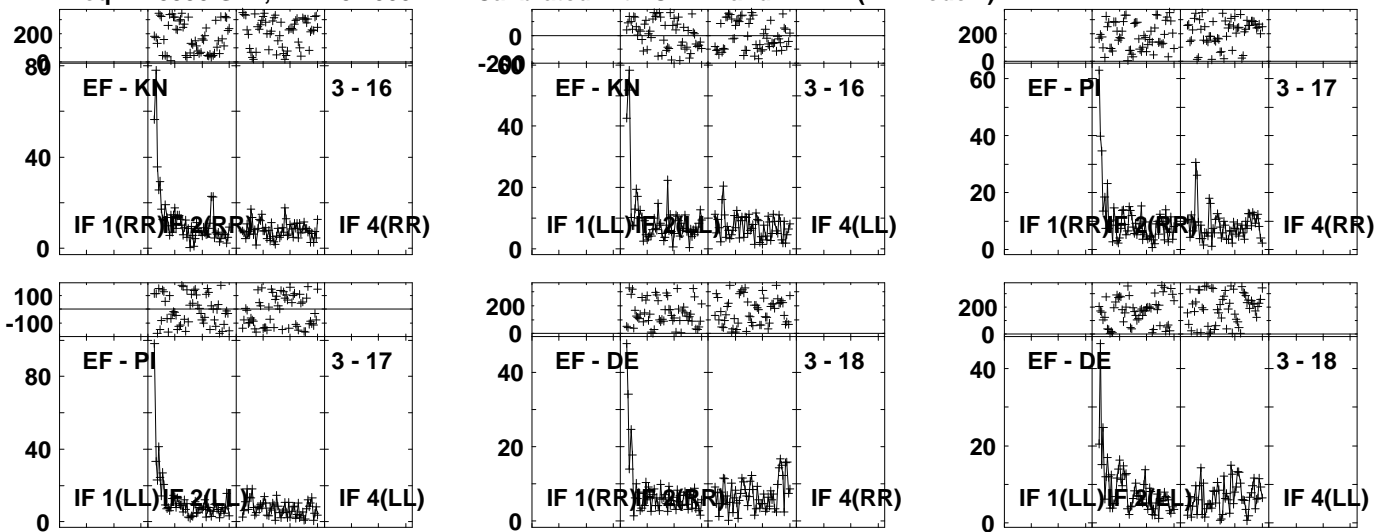 200
0
80
EF - KN
3 - 16
40
0
IF 1(RR)
IF 2(RR)
IF 4(RR)
0
-200
60
EF - KN
3 - 16
40
20
0
IF 1(LL)
IF 2(LL)
IF 4(LL)
200
0
60
EF - PI
3 - 17
40
20
0
IF 1(RR)
IF 2(RR)
IF 4(RR)
100
-100
80
EF - PI
3 - 17
40
0
IF 1(LL)
IF 2(LL)
IF 4(LL)
200
0
40
EF - DE
3 - 18
20
0
IF 1(RR)
IF 2(RR)
IF 4(RR)
200
0
40
EF - DE
3 - 18
20
0
IF 1(LL)
IF 2(LL)
IF 4(LL)